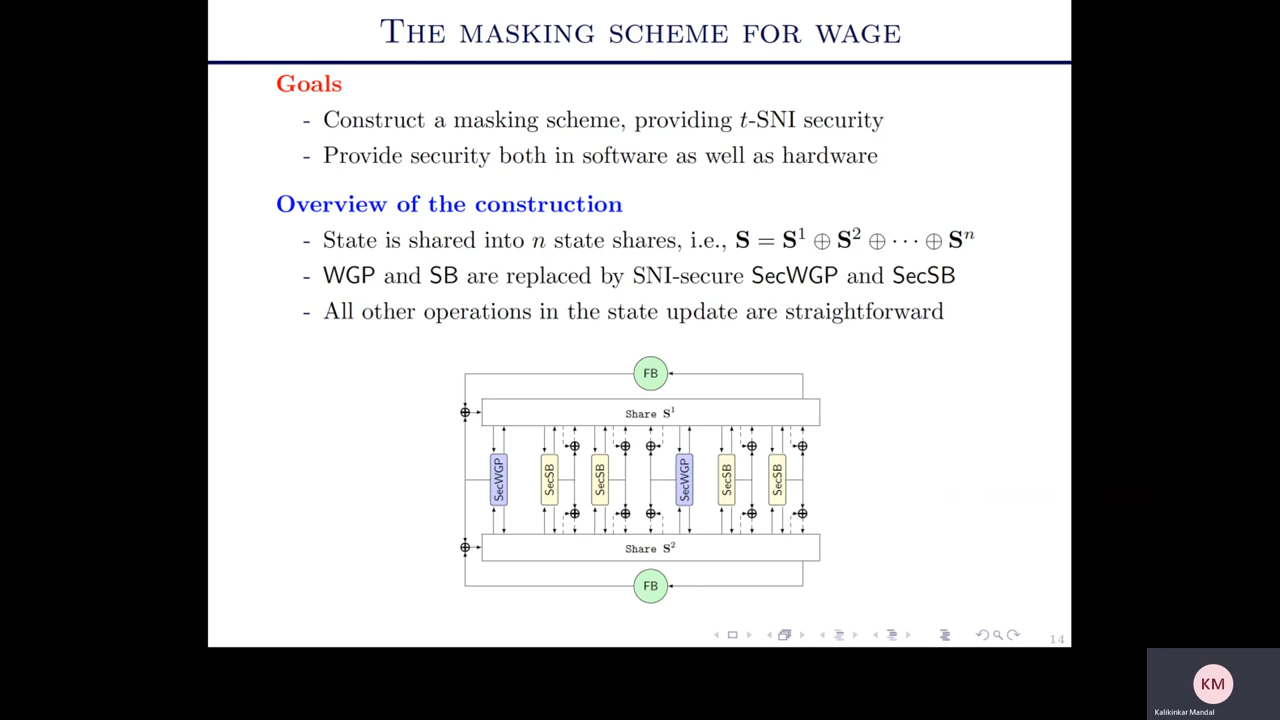 THE MASKING SCHEME FOR WAGE
Goals
- Construct a masking scheme, providing t-SNI security
- Provide security both in software as well as hardware
Overview of the construction
- State is shared into n state shares, i.e., S = S¹ ⊕ S² ⊕ ··· ⊕ Sⁿ
- WGP and SB are replaced by SNI-secure SecWGP and SecSB
- All other operations in the state update are straightforward
FB
Share S¹
SecWGP
SecSB
SecSB
SecWGP
SecSB
SecSB
Share S²
FB
14
KM
Kalikinkar Mandal